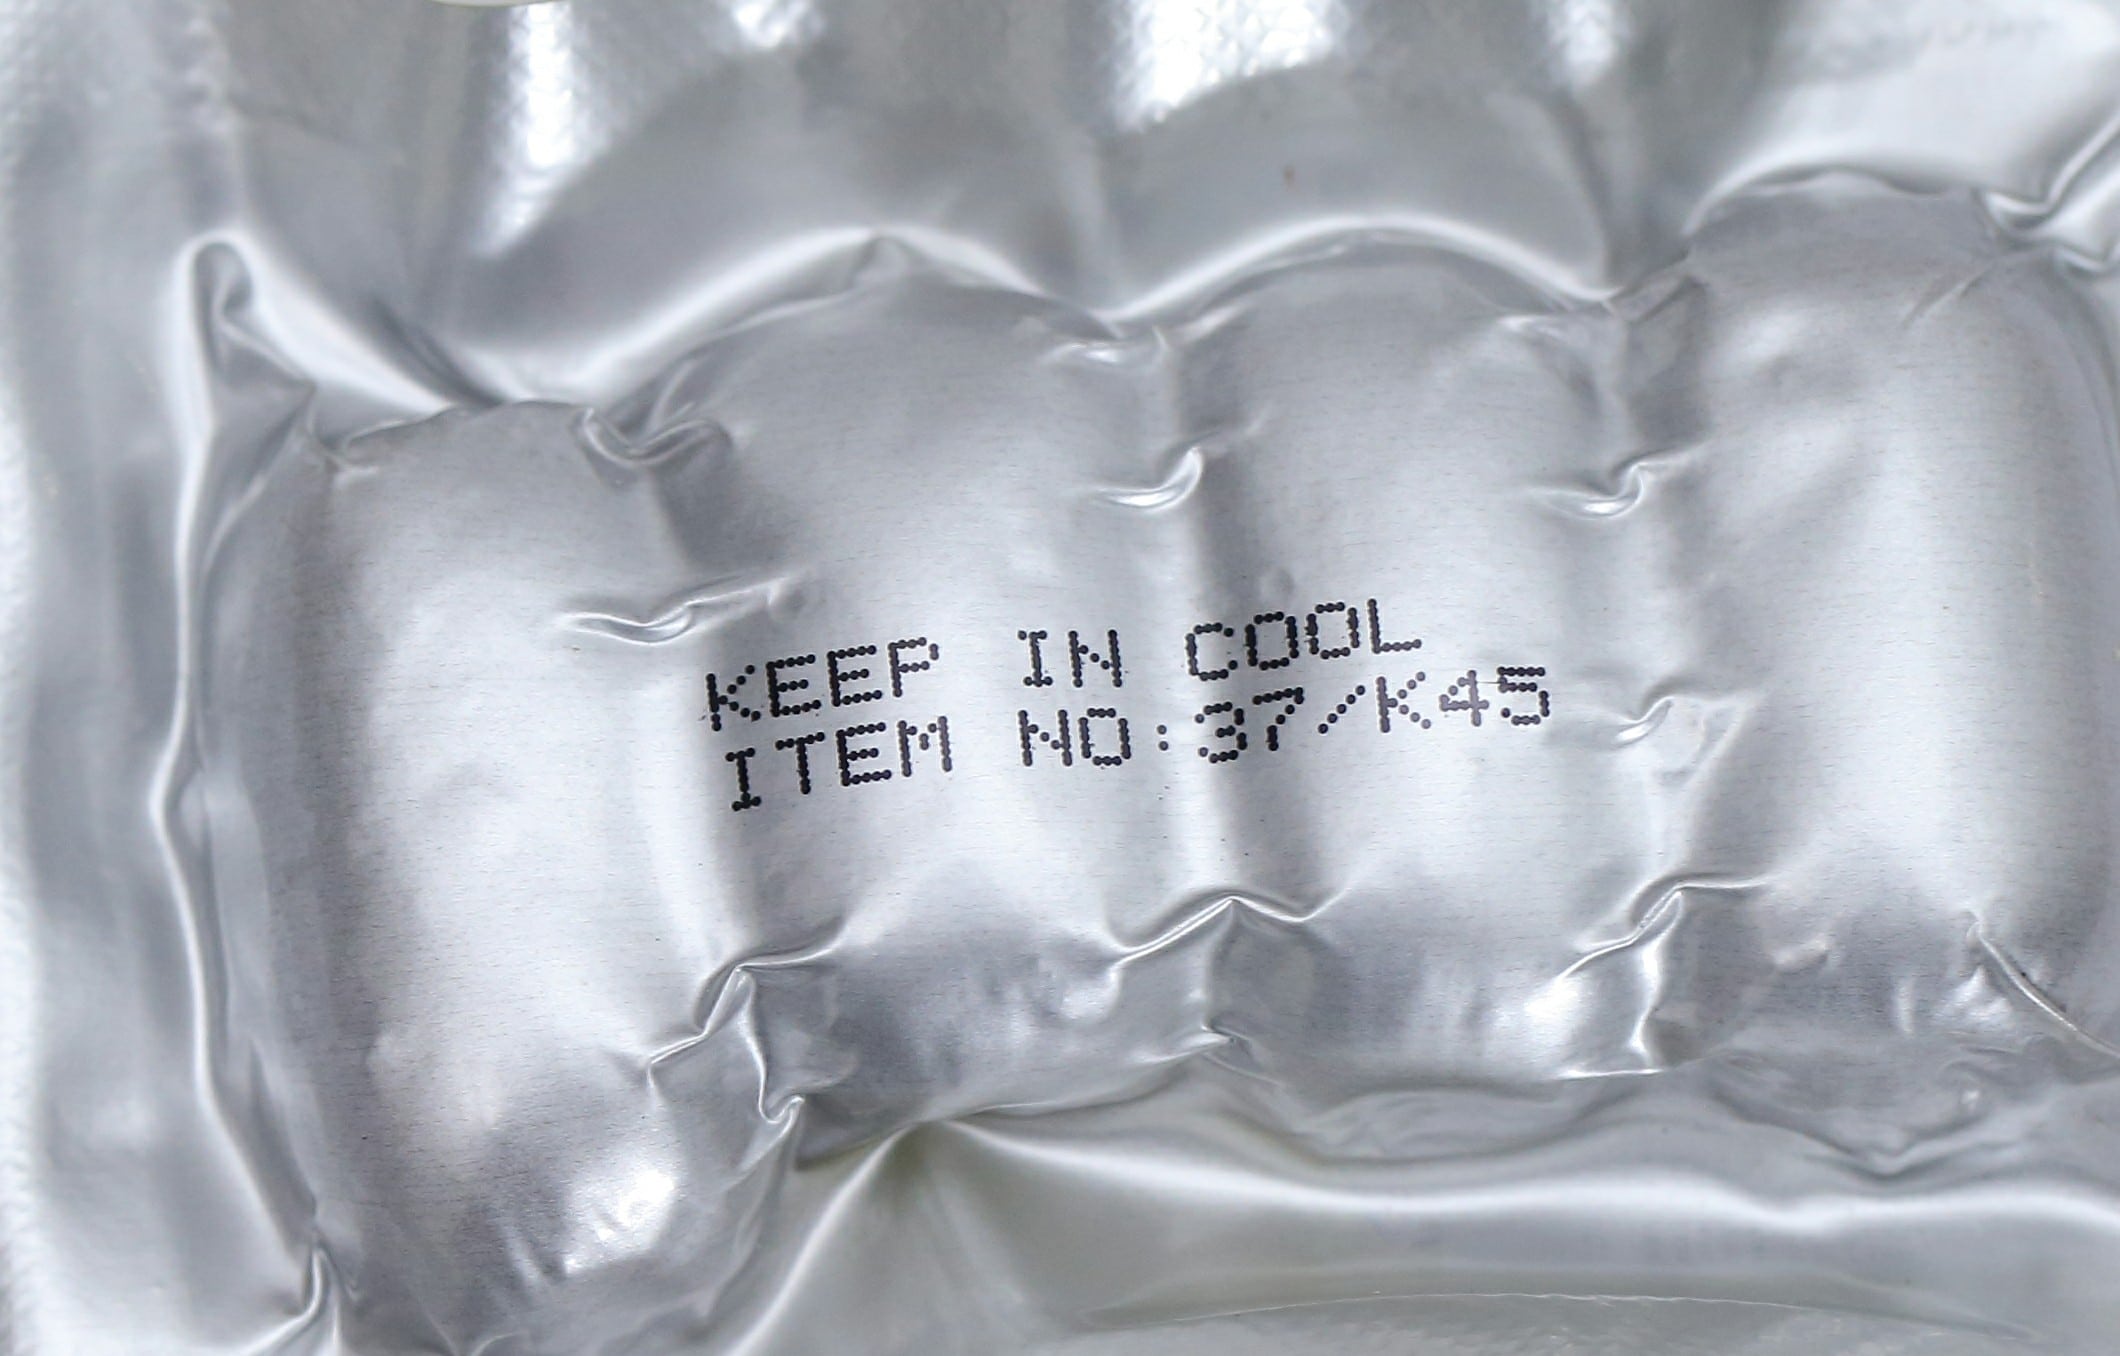 KEEP IN COOL
ITEM NO:37/K45